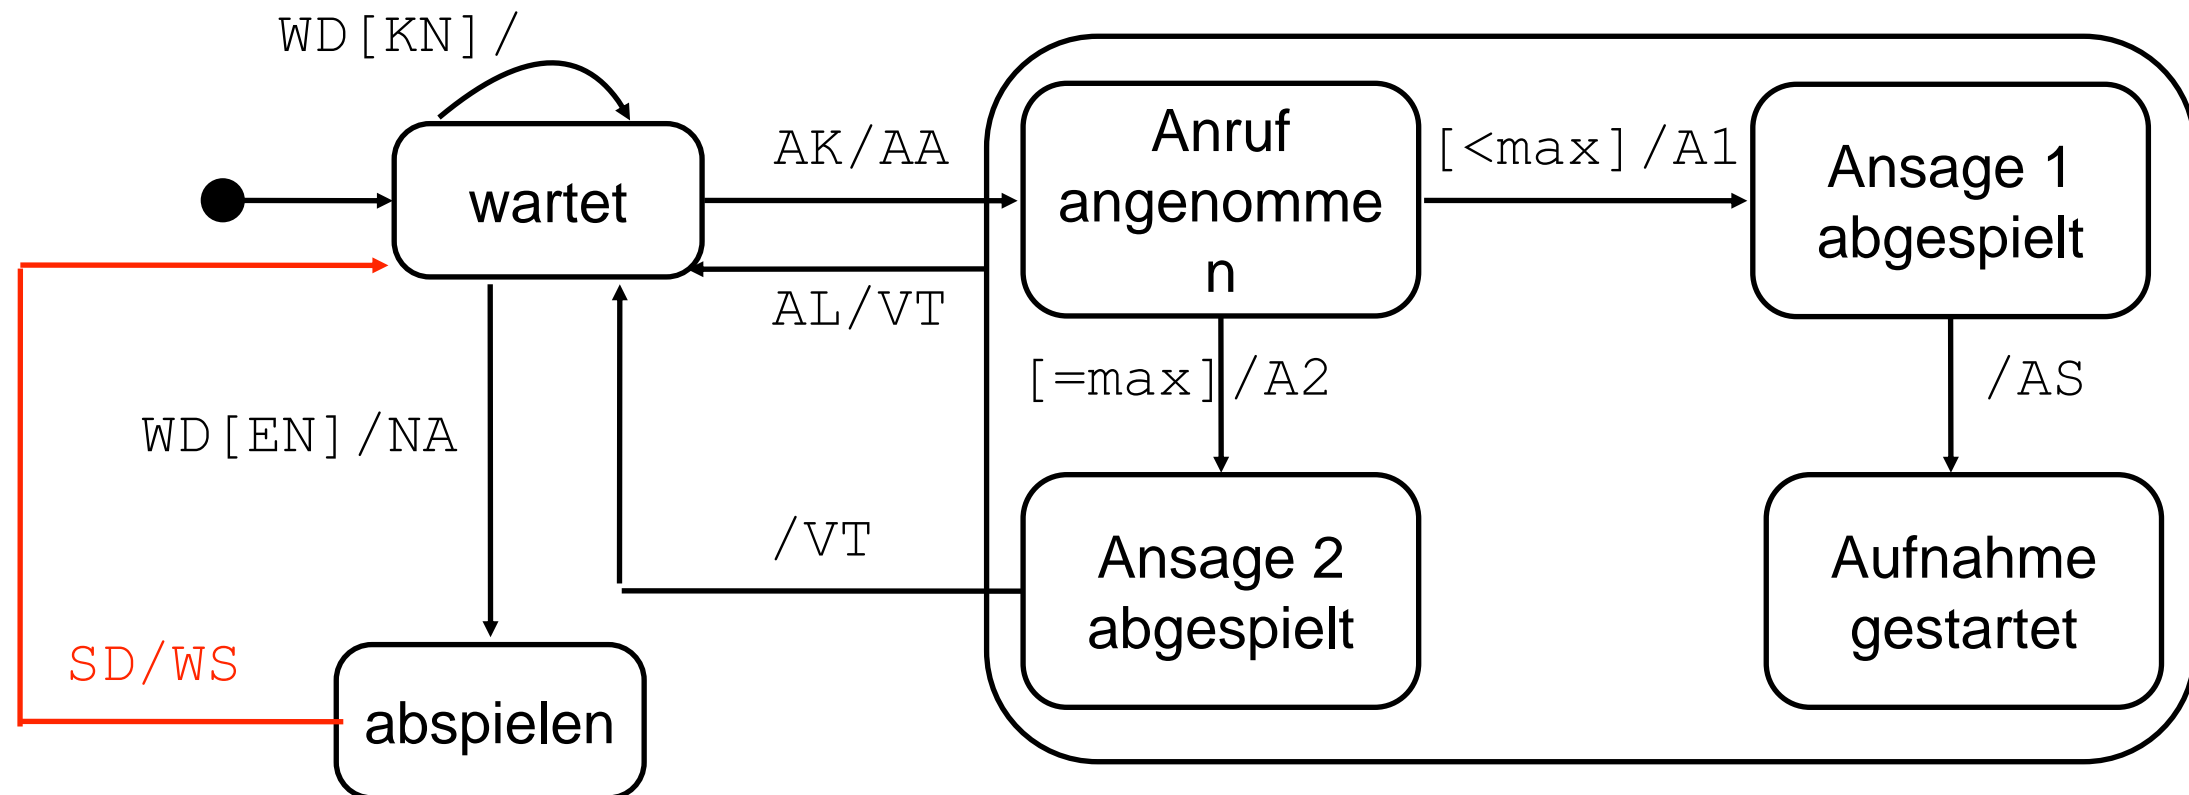 WD[KN]/
wartet
AK/AA
AL/VT
Anruf
angenomme
n
[<max]/A1
Ansage 1
abgespielt
[=max]/A2
/AS
WD[EN]/NA
/VT
Ansage 2
abgespielt
Aufnahme
gestartet
SD/WS
abspielen